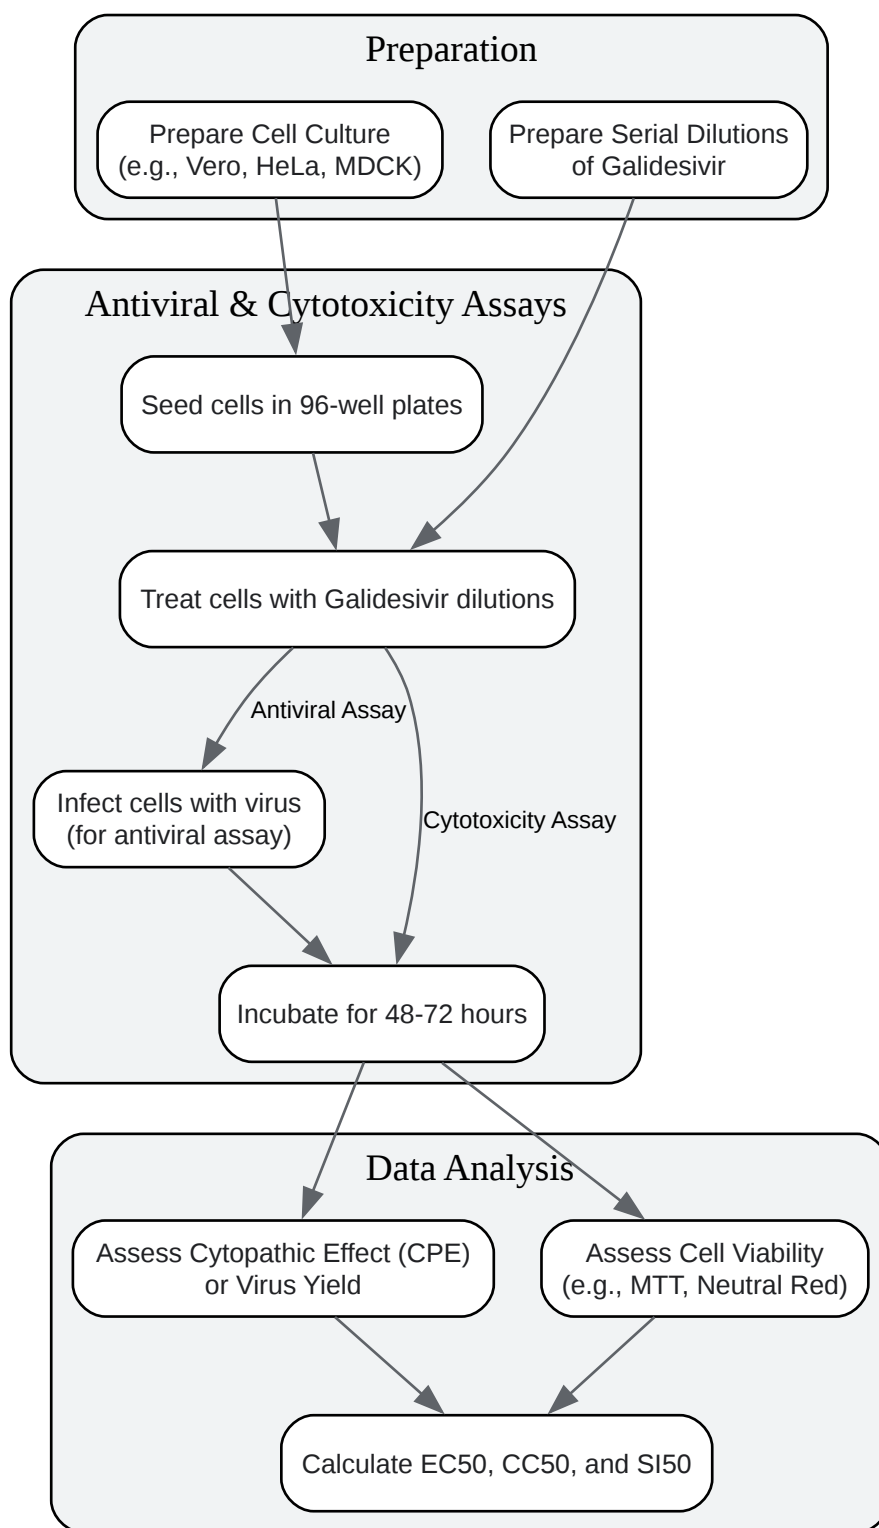 Preparation
Prepare Cell Culture
(e.g., Vero, HeLa, MDCK)
Prepare Serial Dilutions
of Galidesivir
Antiviral & Cytotoxicity Assays
Seed cells in 96-well plates
Treat cells with Galidesivir dilutions
Antiviral Assay
Infect cells with virus
(for antiviral assay)
Cytotoxicity Assay
Incubate for 48-72 hours
Data Analysis
Assess Cytopathic Effect (CPE)
or Virus Yield
Assess Cell Viability
(e.g., MTT, Neutral Red)
Calculate EC50, CC50, and SI50